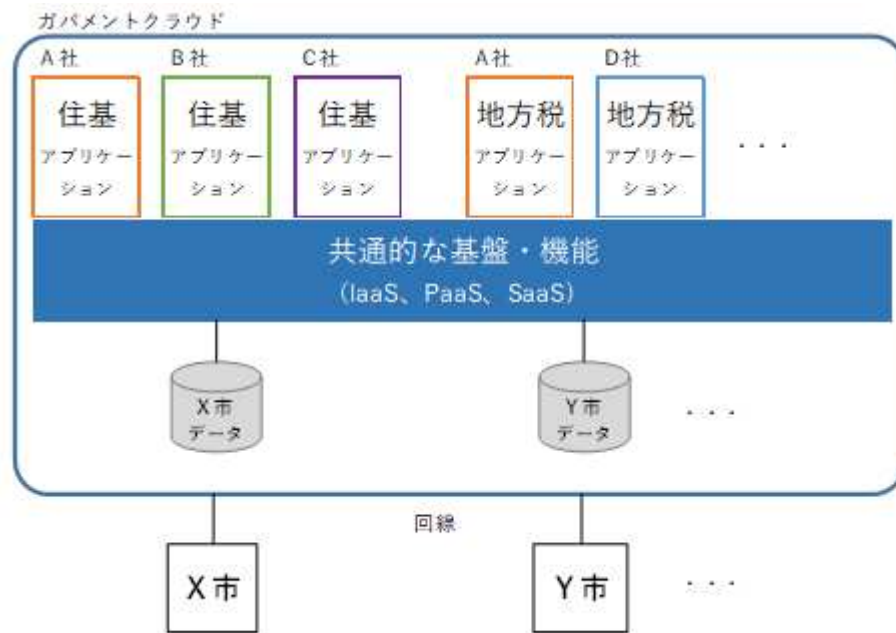 ガバメントクラウド
A社
B社
C社
A社
D社
住基
アプリケー
ション
住基
アプリケー
ション
住基
アプリケー
ション
地方税
アプリケー
ション
地方税
アプリケー
ション
・・・
共通的な基盤・機能
(IaaS、PaaS、SaaS)
X市
データ
Y市
データ
・・・
回線
X市
Y市
・・・